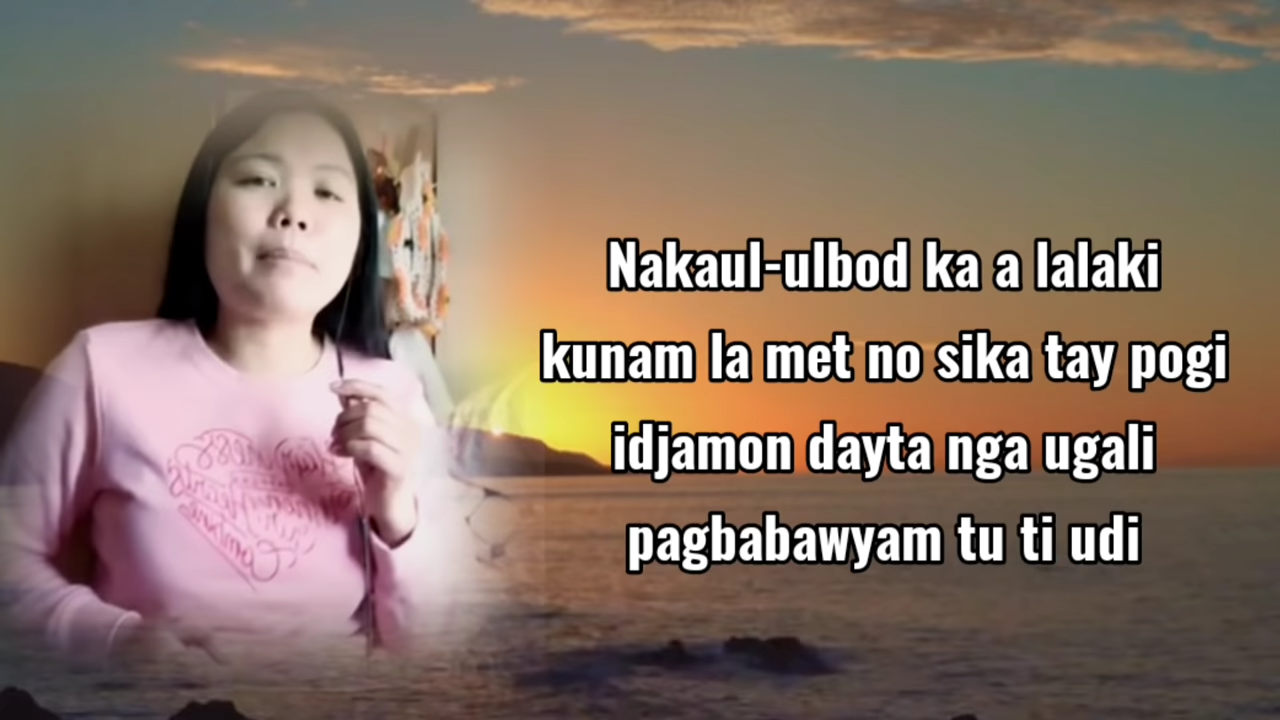 Nakaul-ulbod ka a lalaki
kunam la met no sika tay pogi
idjamon dayta nga ugali
pagbabawyam tu ti udi